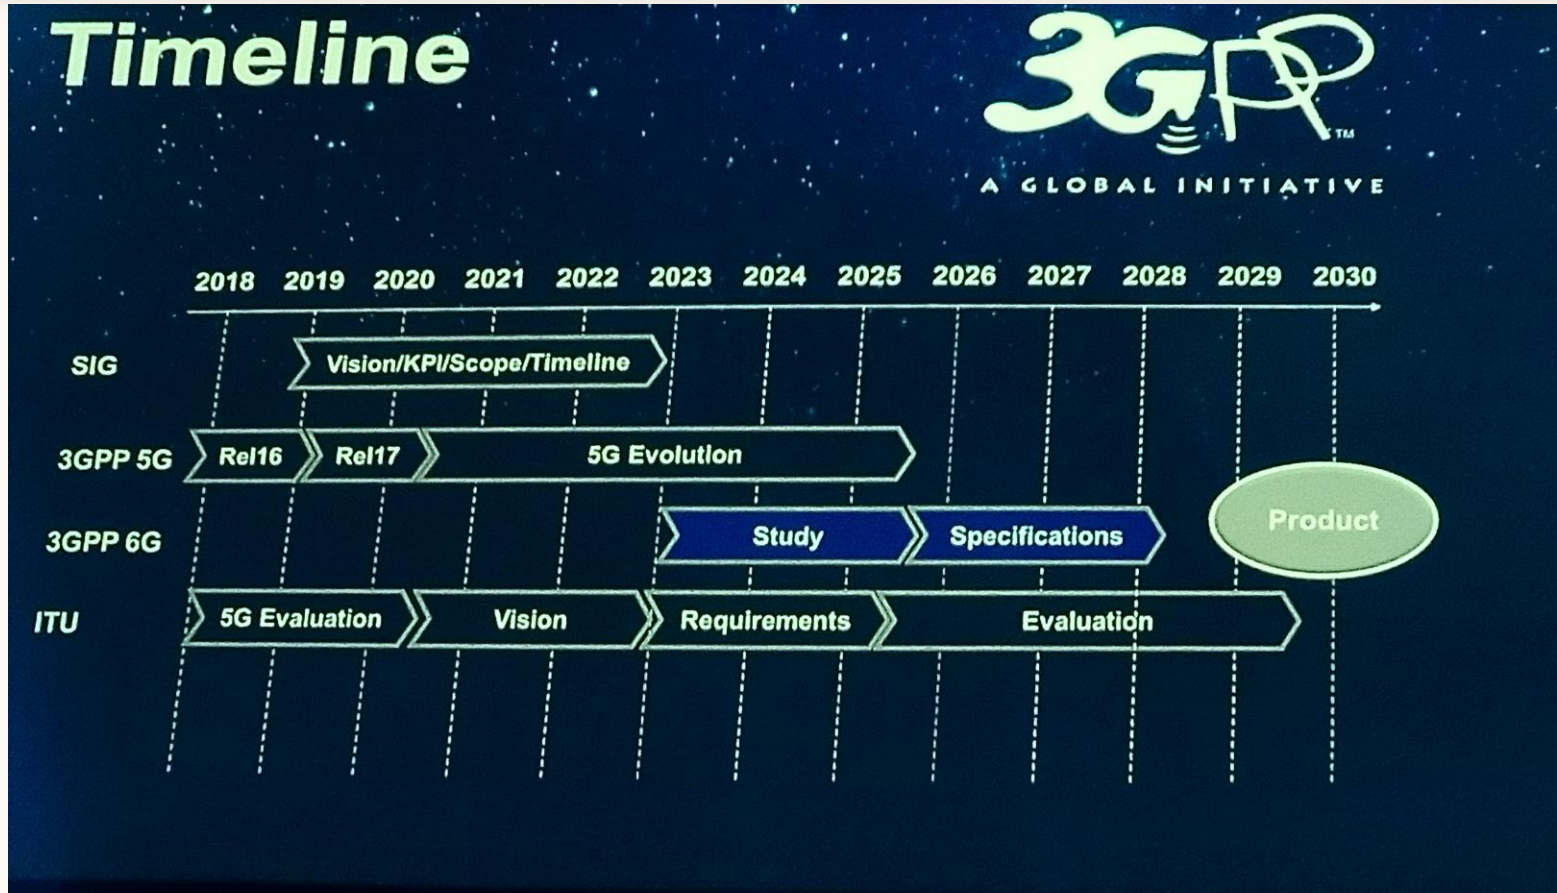 Timeline
3GPP™
A GLOBAL INITIATIVE
2018 2019 2020 2021 2022 2023 2024 2025 2026 2027 2028 2029 2030
SIG
Vision/KPI/Scope/Timeline
3GPP 5G
Rel16
Rel17
5G Evolution
3GPP 6G
Study
Specifications
Product
ITU
5G Evaluation
Vision
Requirements
Evaluation